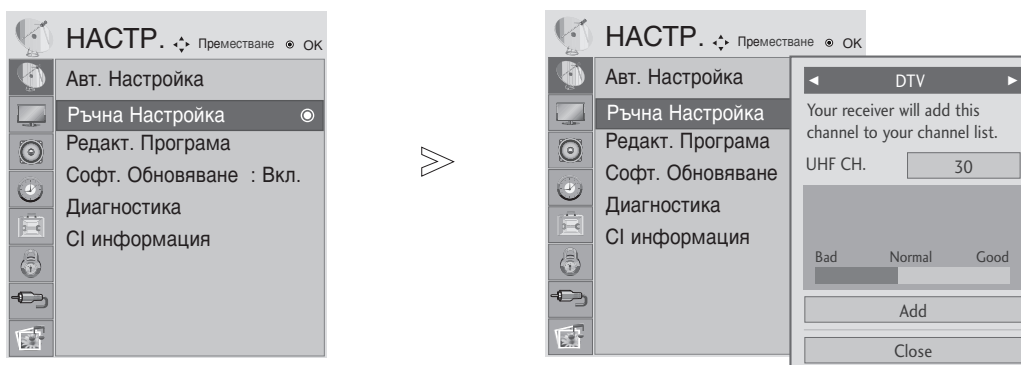 НАСТР. Преместване OK
Авт. Настройка
Ръчна Настройка
Редакт. Програма
Софт. Обновяване : Вкл.
Диагностика
CI информация
НАСТР. Преместване OK
Авт. Настройка
Ръчна Настройка
Редакт. Програма
Софт. Обновяване
Диагностика
CI информация
◄ DTV ►
Your receiver will add this
channel to your channel list.
UHF CH. 30
Bad Normal Good
Add
Close